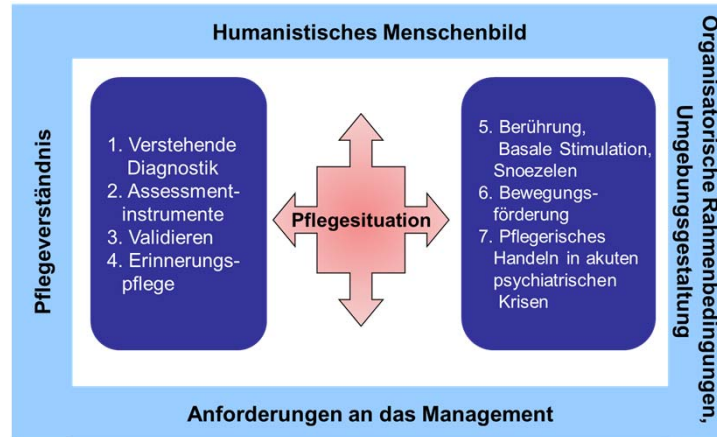 Humanistisches Menschenbild
Pflegeverständnis
1. Verstehende
Diagnostik
2. Assessment-
instrumente
3. Validieren
4. Erinnerungs-
pflege
Pflegesituation
5. Berührung,
Basale Stimulation,
Snoezelen
6. Bewegungs-
förderung
7. Pflegerisches
Handeln in akuten
psychiatrischen
Krisen
Organisatorische Rahmenbedingungen,
Umgebungsgestaltung
Anforderungen an das Management